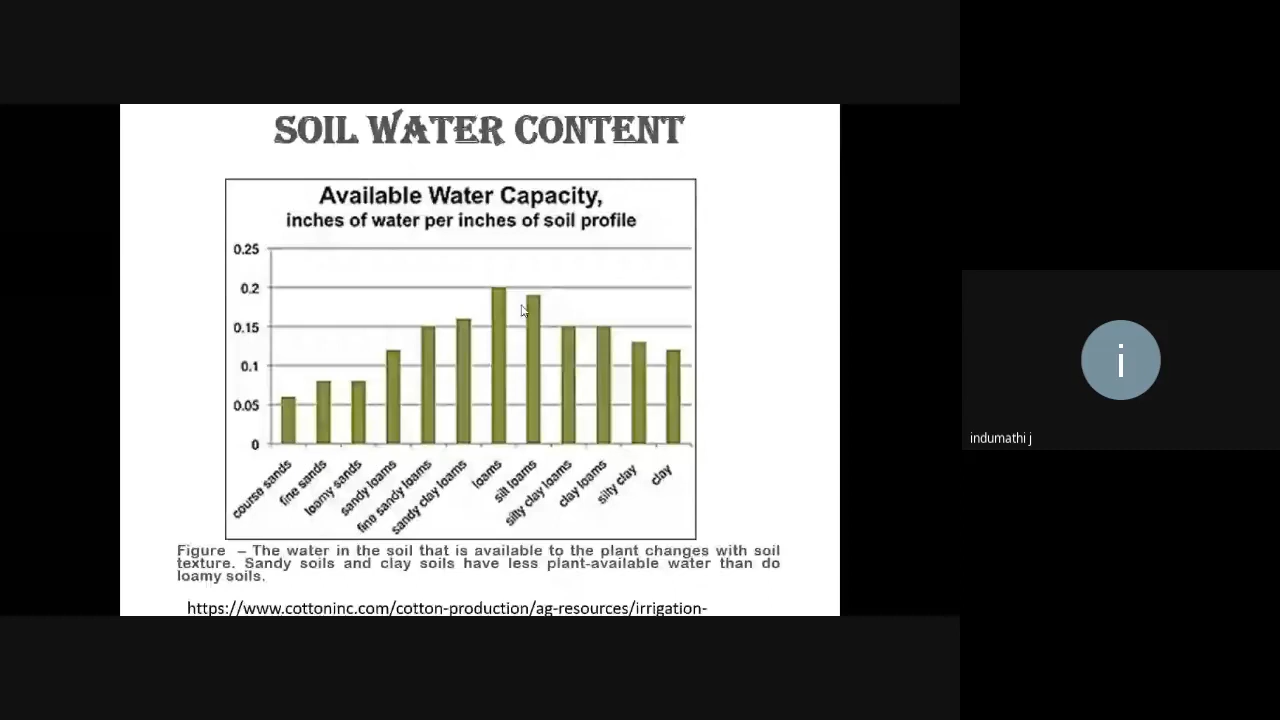 SOIL WATER CONTENT
Available Water Capacity,
inches of water per inches of soil profile
0.25
0.2
0.15
0.1
0.05
0
course sands
fine sands
loamy sands
sandy loams
fine sandy loams
sandy clay loams
loams
silt loams
silty clay loams
clay loams
silty clay
clay
Figure – The water in the soil that is available to the plant changes with soil
texture. Sandy soils and clay soils have less plant-available water than do
loamy soils.
https://www.cottoninc.com/cotton-production/ag-resources/irrigation-
i
indumathi j